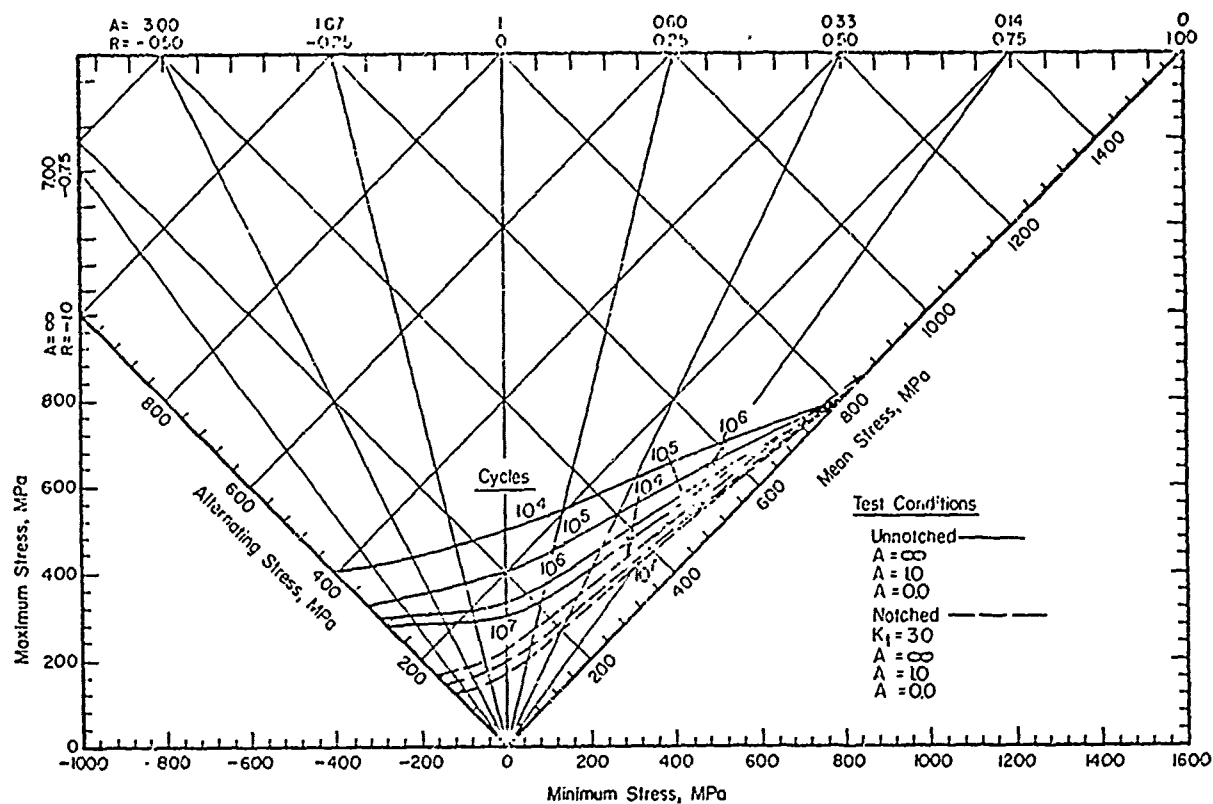 A= 3.00 1.67 1 0.60 0.33 0.14 0
R= -0.50 -0.75 0 0.25 0.50 0.75 1.00
7.00
-0.75
A=∞
R=-1.0
800
600
400
200
0
Maximum Stress, MPa
800
600
400
200
Alternating Stress, MPa
Cycles
10⁴
10⁵
10⁶
10⁷
10⁶
10⁵
10⁴
1400
1200
1000
800
600
400
200
Mean Stress, MPa
Test Conditions
Unnotched
A = ∞
A = 1.0
A = 0.0
Notched
Kt = 3.0
A = ∞
A = 1.0
A = 0.0
-1000 -800 -600 -400 -200 0 200 400 600 800 1000 1200 1400 1600
Minimum Stress, MPa